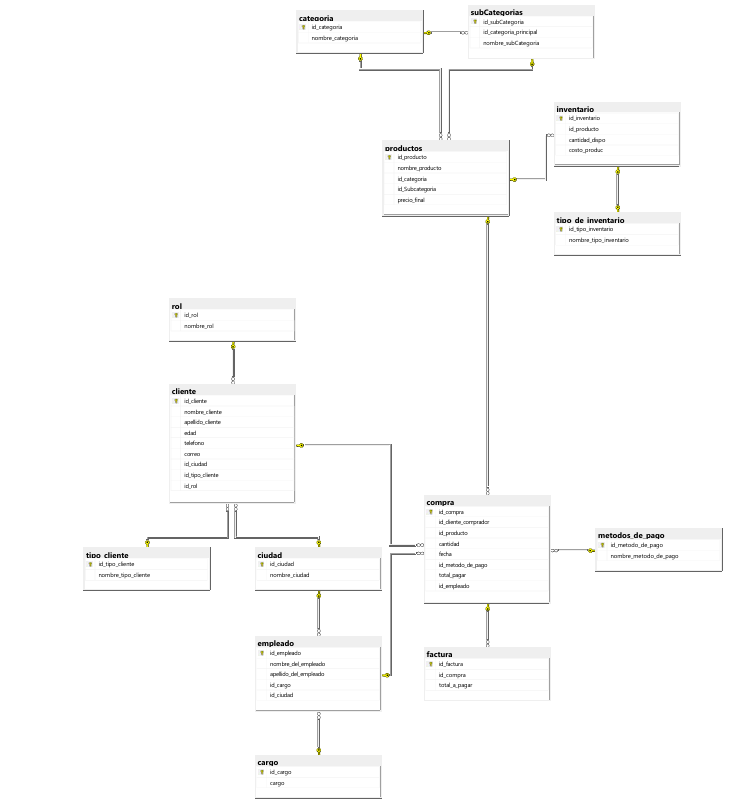 categoria
id_categoria
nombre_categoria
subCategorias
id_subCategoria
id_categoria_principal
nombre_subCategoria
inventario
id_inventario
id_producto
cantidad_dispo
costo_produc
productos
id_producto
nombre_producto
id_categoria
id_Subcategoria
precio_final
tipo_de_inventario
id_tipo_inventario
nombre_tipo_inventario
rol
id_rol
nombre_rol
cliente
id_cliente
nombre_cliente
apellido_cliente
edad
telefono
correo
id_ciudad
id_tipo_cliente
id_rol
compra
id_compra
id_cliente_comprador
id_producto
cantidad
fecha
id_metodo_de_pago
total_pagar
id_empleado
metodos_de_pago
id_metodo_de_pago
nombre_metodo_de_pago
tipo_cliente
id_tipo_cliente
nombre_tipo_cliente
ciudad
id_ciudad
nombre_ciudad
empleado
id_empleado
nombre_del_empleado
apellido_del_empleado
id_cargo
id_ciudad
factura
id_factura
id_compra
total_a_pagar
cargo
id_cargo
cargo